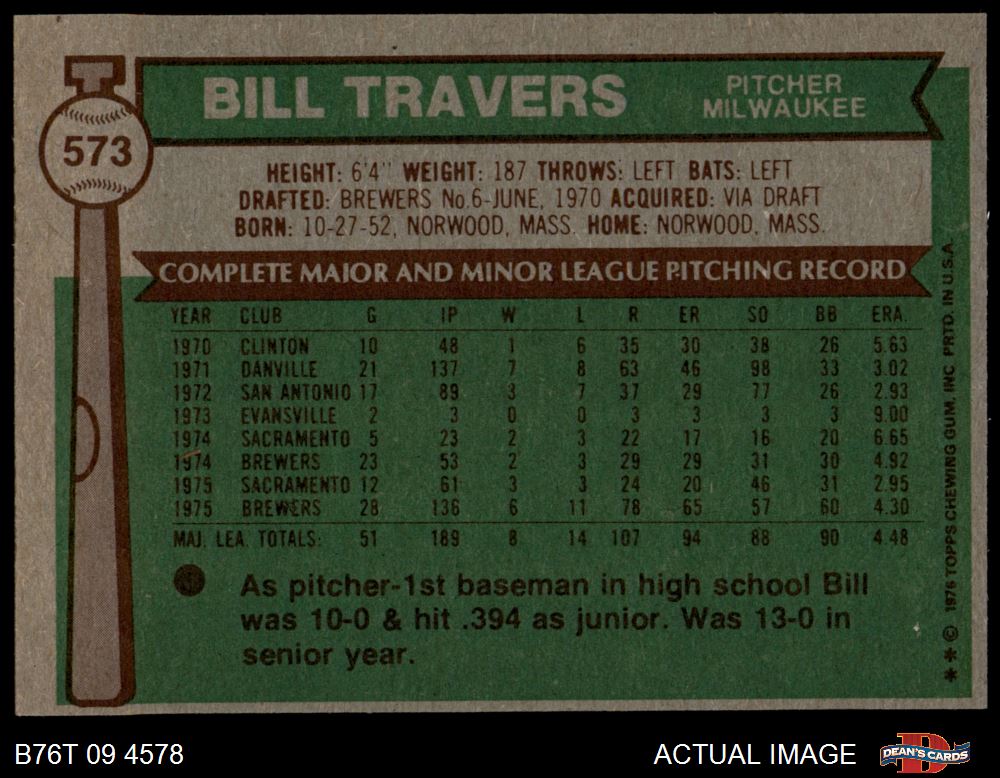 573
BILL TRAVERS
PITCHER
MILWAUKEE
HEIGHT: 6'4" WEIGHT: 187 THROWS: LEFT BATS: LEFT
DRAFTED: BREWERS No.6-JUNE, 1970 ACQUIRED: VIA DRAFT
BORN: 10-27-52, NORWOOD, MASS. HOME: NORWOOD, MASS.
COMPLETE MAJOR AND MINOR LEAGUE PITCHING RECORD
YEAR CLUB G IP W L R ER SO BB ERA.
1970 CLINTON 10 48 1 6 35 30 38 26 5.63
1971 DANVILLE 21 137 7 8 63 46 98 33 3.02
1972 SAN ANTONIO 17 89 3 7 37 29 77 26 2.93
1973 EVANSVILLE 2 3 0 0 3 3 3 3 9.00
1974 SACRAMENTO 5 23 2 3 22 17 16 20 6.65
1974 BREWERS 23 53 2 3 29 29 31 30 4.92
1975 SACRAMENTO 12 61 3 3 24 20 46 31 2.95
1975 BREWERS 28 136 6 11 78 65 57 60 4.30
MAJ. LEA. TOTALS: 51 189 8 14 107 94 88 90 4.48
As pitcher-1st baseman in high school Bill
was 10-0 & hit .394 as junior. Was 13-0 in
senior year.
**© 1976 TOPPS CHEWING GUM, INC. PRTD. IN U.S.A.
B76T 09 4578
ACTUAL IMAGE
D
DEAN'S CARDS